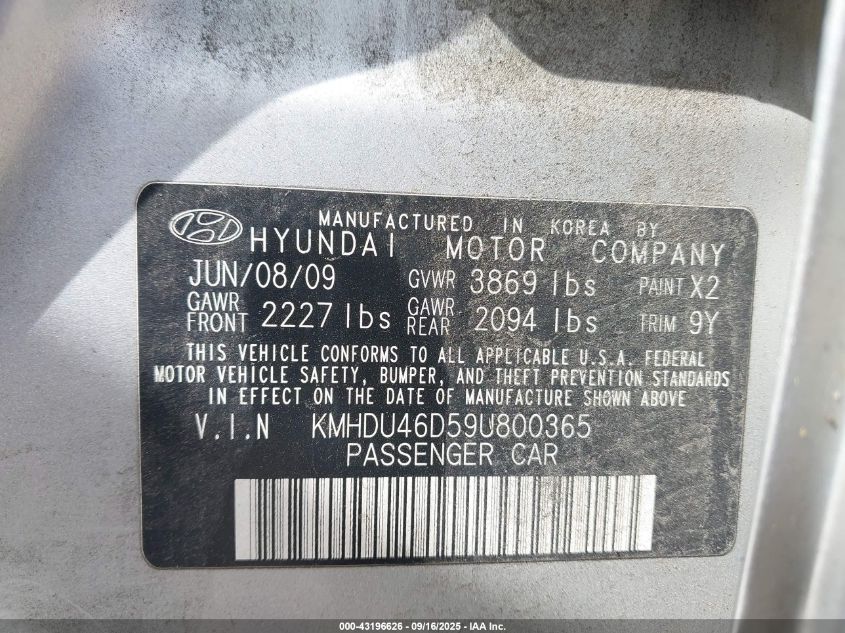 MANUFACTURED IN KOREA BY
HYUNDAI MOTOR COMPANY
JUN/08/09 GVWR 3869 lbs PAINT X2
GAWR FRONT 2227 lbs GAWR REAR 2094 lbs TRIM 9Y
THIS VEHICLE CONFORMS TO ALL APPLICABLE U.S.A. FEDERAL
MOTOR VEHICLE SAFETY, BUMPER, AND THEFT PREVENTION STANDARDS
IN EFFECT ON THE DATE OF MANUFACTURE SHOWN ABOVE
V.I.N KMHDU46D59U800365
PASSENGER CAR
000-43196626 - 09/16/2025 - IAA Inc.